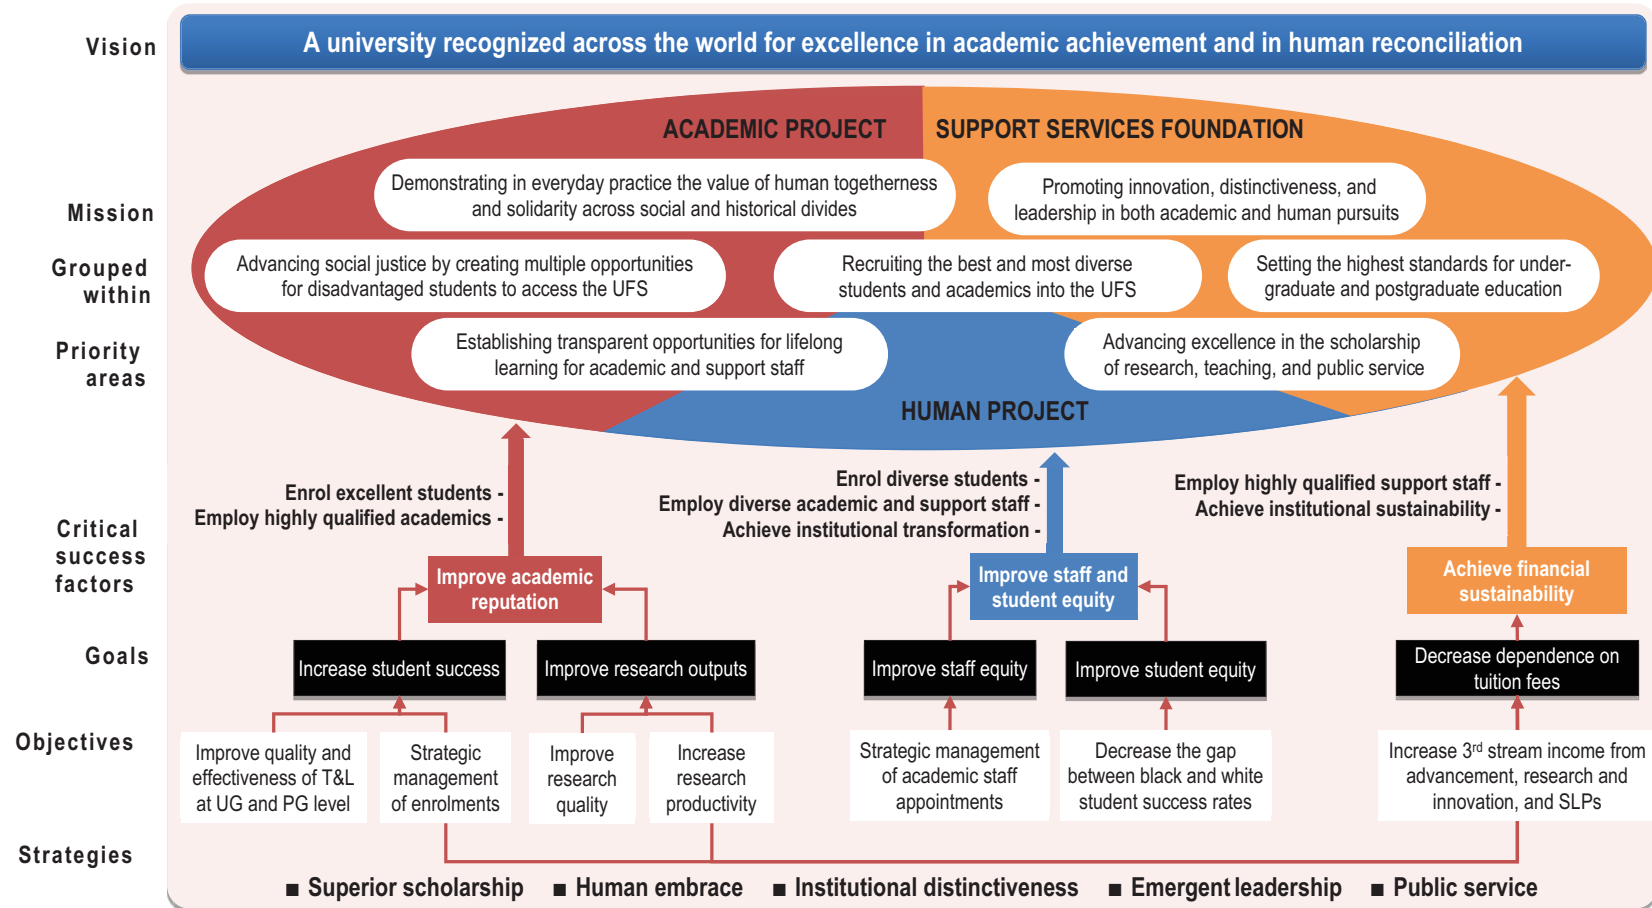 Vision
A university recognized across the world for excellence in academic achievement and in human reconciliation
ACADEMIC PROJECT
SUPPORT SERVICES FOUNDATION
Mission
Demonstrating in everyday practice the value of human togetherness
and solidarity across social and historical divides
Promoting innovation, distinctiveness, and
leadership in both academic and human pursuits
Grouped
within
Advancing social justice by creating multiple opportunities
for disadvantaged students to access the UFS
Recruiting the best and most diverse
students and academics into the UFS
Setting the highest standards for under-
graduate and postgraduate education
Priority
areas
Establishing transparent opportunities for lifelong
learning for academic and support staff
Advancing excellence in the scholarship
of research, teaching, and public service
HUMAN PROJECT
Enrol excellent students -
Employ highly qualified academics -
Enrol diverse students -
Employ diverse academic and support staff -
Achieve institutional transformation -
Employ highly qualified support staff -
Achieve institutional sustainability -
Critical
success
factors
Improve academic
reputation
Improve staff and
student equity
Achieve financial
sustainability
Goals
Increase student success
Improve research outputs
Improve staff equity
Improve student equity
Decrease dependence on
tuition fees
Objectives
Improve quality and
effectiveness of T&L
at UG and PG level
Strategic
management
of enrolments
Improve
research
quality
Increase
research
productivity
Strategic management
of academic staff
appointments
Decrease the gap
between black and white
student success rates
Increase 3rd stream income from
advancement, research and
innovation, and SLPs
Strategies
■ Superior scholarship ■ Human embrace ■ Institutional distinctiveness ■ Emergent leadership ■ Public service